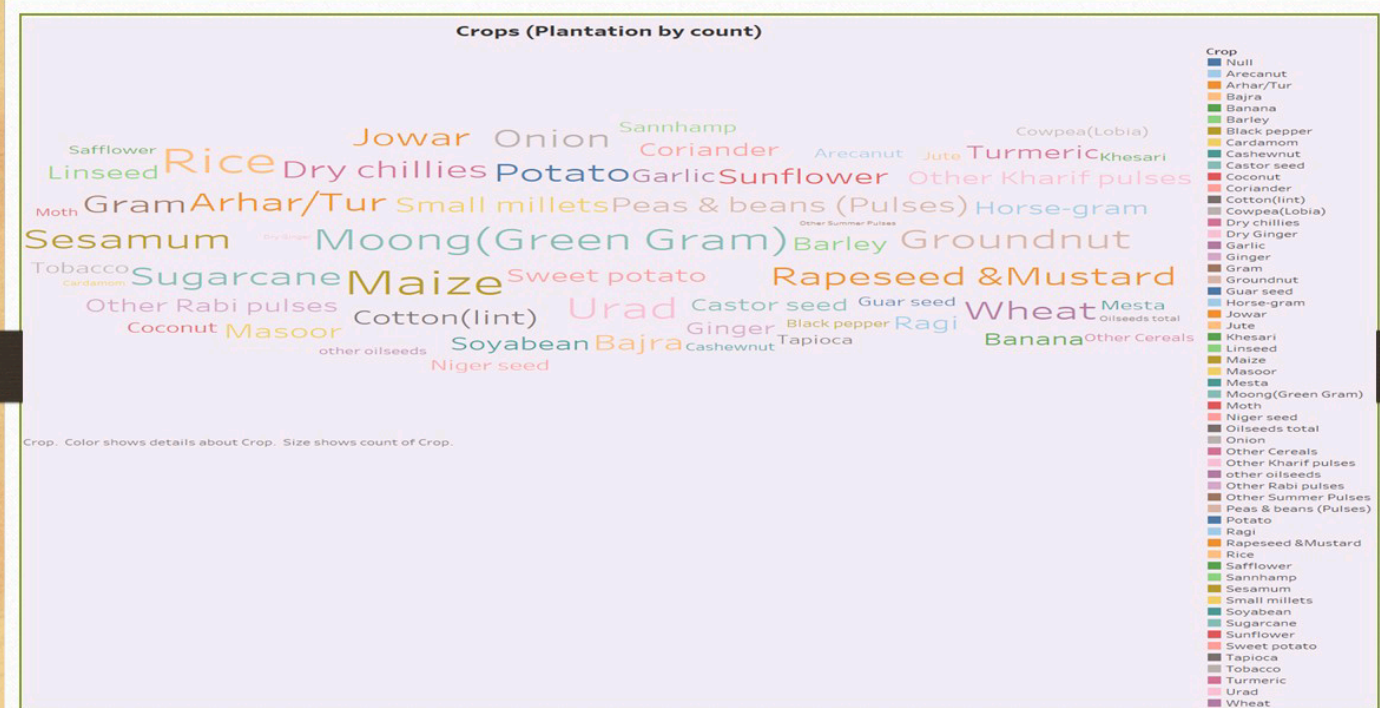 Crops (Plantation by count)
Jowar Onion Sannhamp Cowpea(Lobia)
Safflower Rice Coriander Arecanut Jute Turmeric Khesari
Linseed Dry chillies Potato Garlic Sunflower Other Kharif pulses
Moth Gram Arhar/Tur Small millets Peas & beans (Pulses) Horse-gram
Other Summer Pulses
Sesamum Dry Ginger Moong(Green Gram) Barley Groundnut
Tobacco Sugarcane Maize Sweet potato Rapeseed &Mustard
Cardamom
Other Rabi pulses Cotton(lint) Urad Castor seed Guar seed Wheat Mesta
Oilseeds total
Coconut Masoor Ginger Black pepper Ragi
other oilseeds Soyabean Bajra Cashewnut Tapioca Banana Other Cereals
Niger seed
Crop. Color shows details about Crop. Size shows count of Crop.
Crop
Null
Arecanut
Arhar/Tur
Bajra
Banana
Barley
Black pepper
Cardamom
Cashewnut
Castor seed
Coconut
Coriander
Cotton(lint)
Cowpea(Lobia)
Dry chillies
Dry Ginger
Garlic
Ginger
Gram
Groundnut
Guar seed
Horse-gram
Jowar
Jute
Khesari
Linseed
Maize
Masoor
Mesta
Moong(Green Gram)
Moth
Niger seed
Oilseeds total
Onion
Other Cereals
Other Kharif pulses
other oilseeds
Other Rabi pulses
Other Summer Pulses
Peas & beans (Pulses)
Potato
Ragi
Rapeseed &Mustard
Rice
Safflower
Sannhamp
Sesamum
Small millets
Soyabean
Sugarcane
Sunflower
Sweet potato
Tapioca
Tobacco
Turmeric
Urad
Wheat